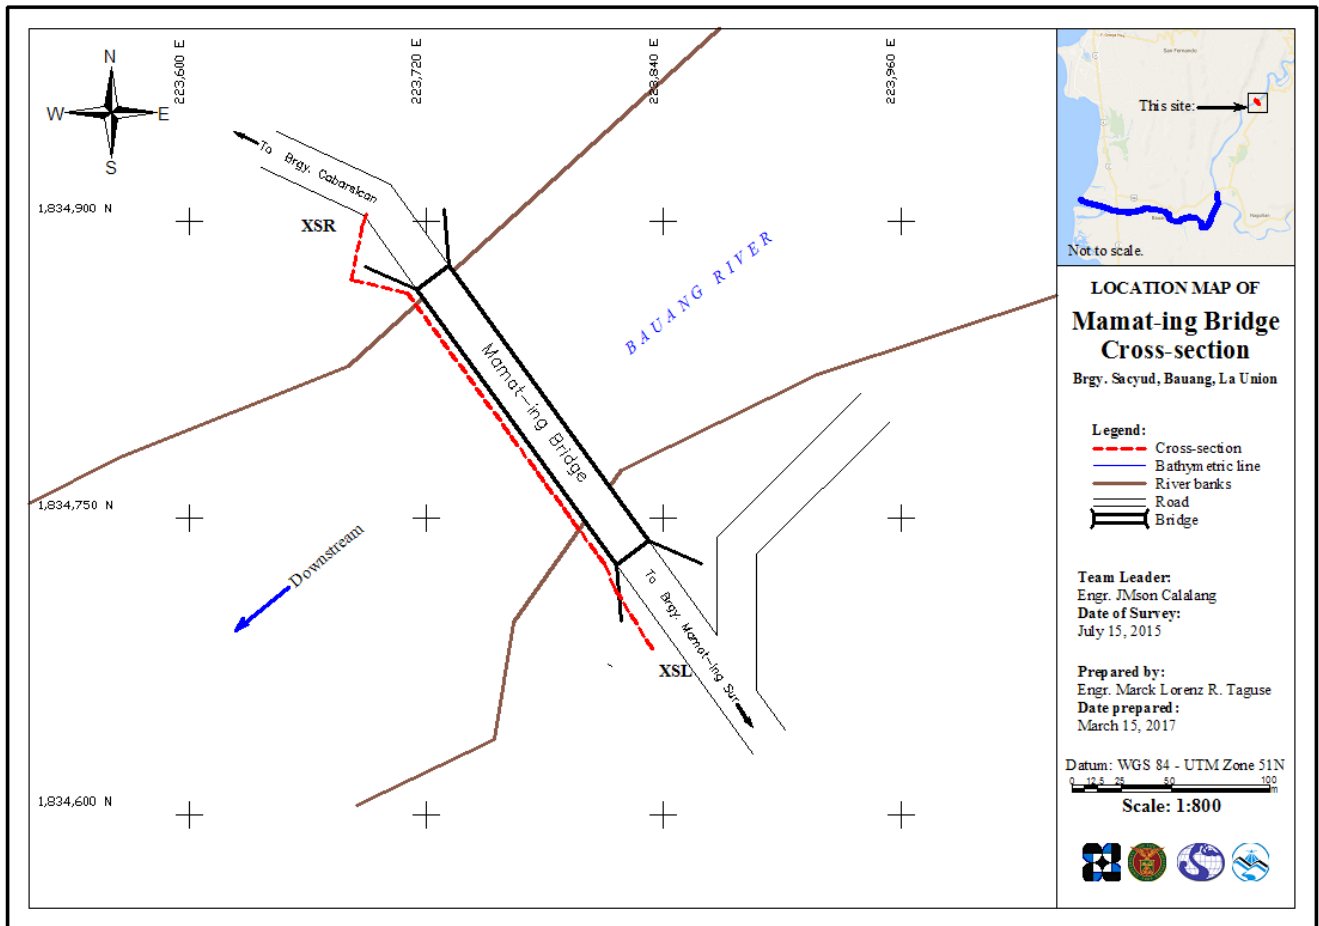 223,600 E
223,720 E
223,840 E
223,960 E
N
W
E
S
To Brgy. Cabarsican
1,834,900 N
XSR
BAUANG RIVER
Mamat-ing Bridge
1,834,750 N
Downstream
To Brgy. Mamat-ing Sur
XSL
1,834,600 N
San Fernando
This site:
Naguilian
Not to scale.
LOCATION MAP OF
Mamat-ing Bridge
Cross-section
Brgy. Sacyud, Bauang, La Union
Legend:
Cross-section
Bathymetric line
River banks
Road
Bridge
Team Leader:
Engr. JMson Calalang
Date of Survey:
July 15, 2015
Prepared by:
Engr. Marck Lorenz R. Taguse
Date prepared:
March 15, 2017
Datum: WGS 84 - UTM Zone 51N
0 12.5 25 50 100
m
Scale: 1:800